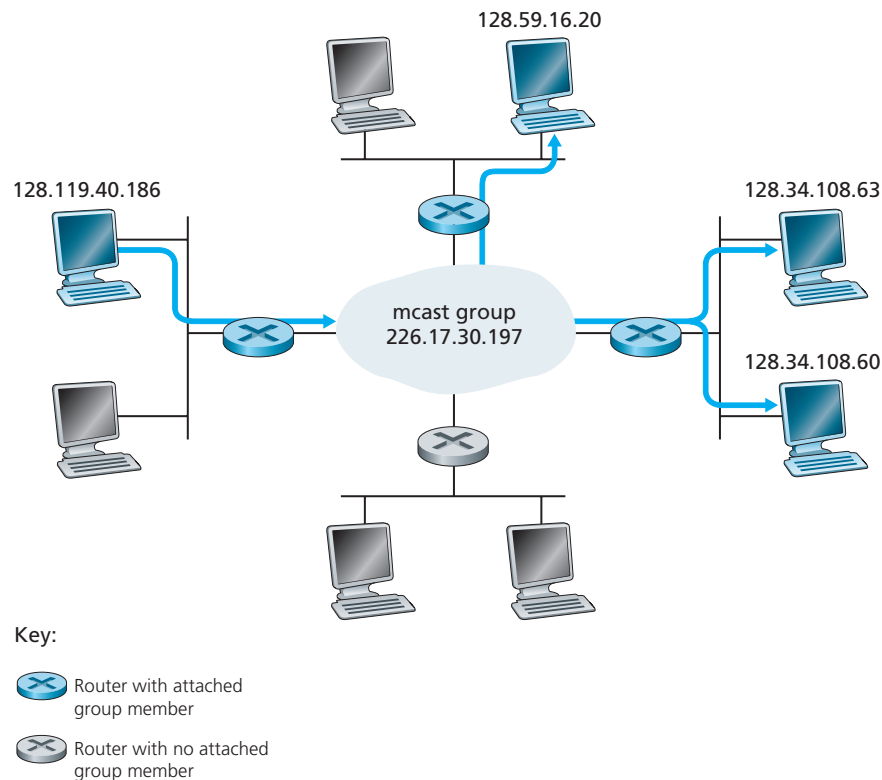 128.59.16.20
128.119.40.186
128.34.108.63
mcast group
226.17.30.197
128.34.108.60
Key:
Router with attached
group member
Router with no attached
group member